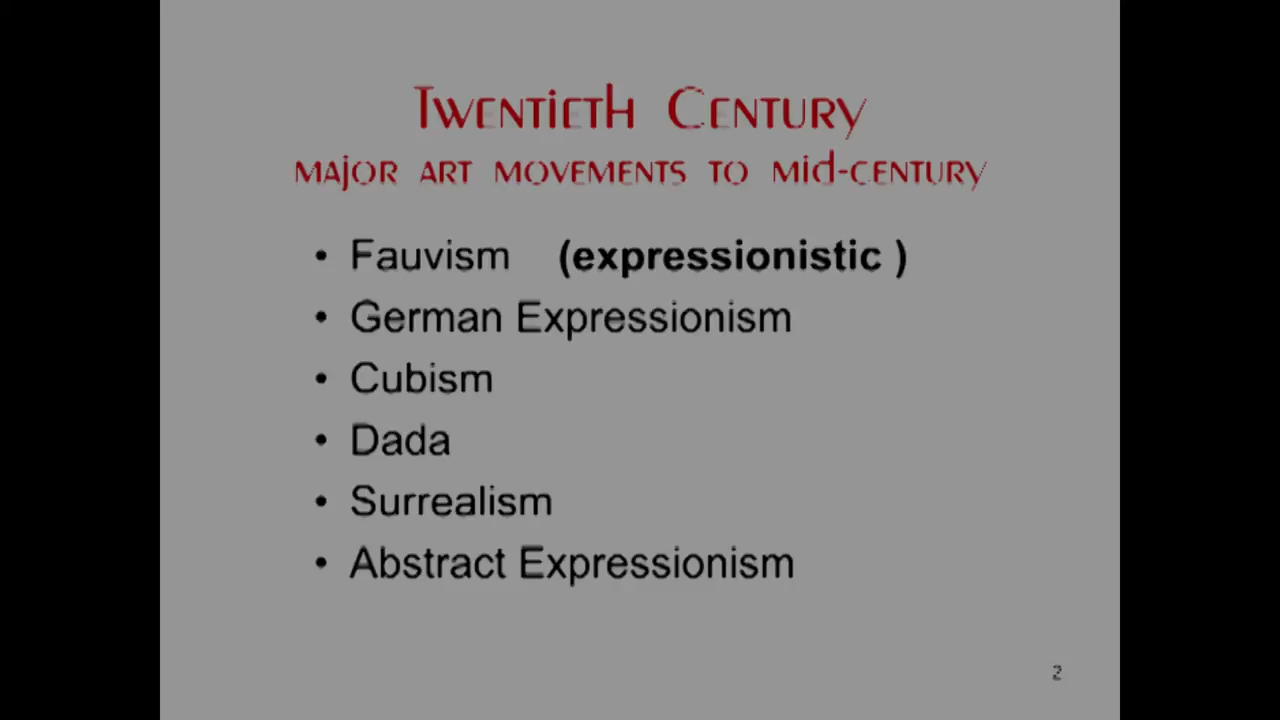 Twentieth Century
major art movements to mid-century
• Fauvism (expressionistic )
• German Expressionism
• Cubism
• Dada
• Surrealism
• Abstract Expressionism
2